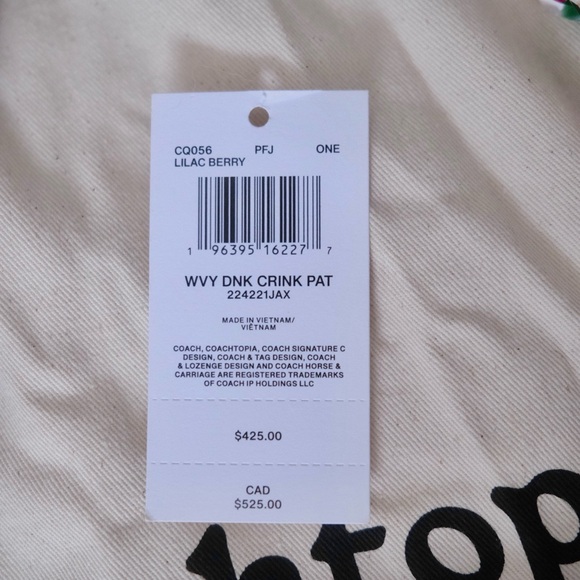 CQ056 PFJ ONE
LILAC BERRY
1 96395 16227 7
WVY DNK CRINK PAT
224221JAX
MADE IN VIETNAM/
VIÊTNAM
COACH, COACHTOPIA, COACH SIGNATURE C
DESIGN, COACH & TAG DESIGN, COACH
& LOZENGE DESIGN AND COACH HORSE &
CARRIAGE ARE REGISTERED TRADEMARKS
OF COACH IP HOLDINGS LLC
$425.00
CAD
$525.00